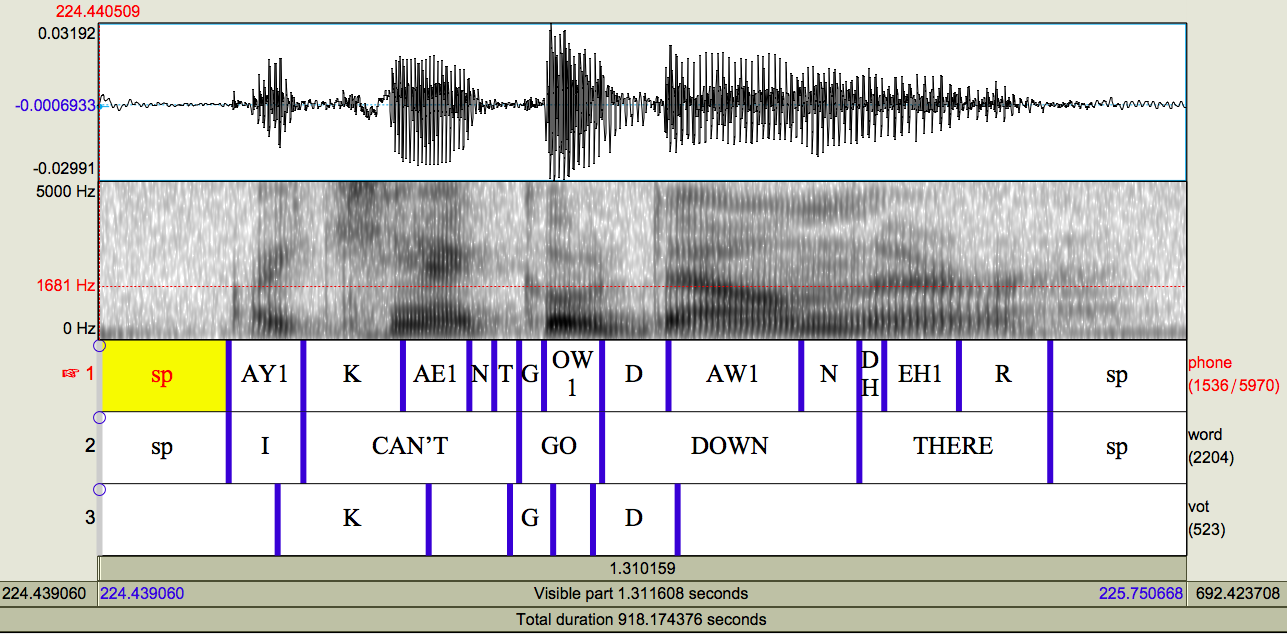 224.440509
0.03192
-0.0006933
-0.02991
5000 Hz
1681 Hz
0 Hz
☞ 1 sp AY1 K AE1 N T G OW1 D AW1 N DH EH1 R sp phone (1536/5970)
2 sp I CAN'T GO DOWN THERE sp word (2204)
3 K G D vot (523)
1.310159
224.439060 224.439060 Visible part 1.311608 seconds 225.750668 692.423708
Total duration 918.174376 seconds